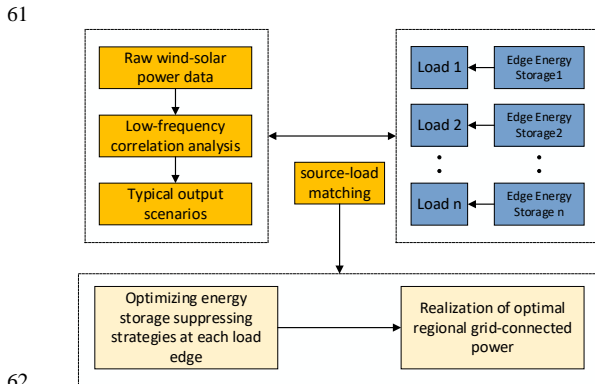 61
Raw wind-solar
power data
Low-frequency
correlation analysis
Typical output
scenarios
Load 1
Edge Energy
Storage1
Load 2
Edge Energy
Storage2
Load n
Edge Energy
Storage n
source-load
matching
Optimizing energy
storage suppressing
strategies at each load
edge
Realization of optimal
regional grid-connected
power
62